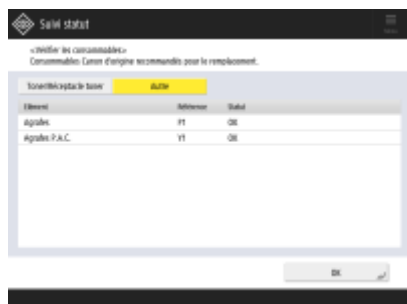 Suivi statut
Menu
<Vérifier les consommables>
Consommables Canon d'origine recommandés pour le remplacement.
Toner/Réceptacle toner Autre
Elément Référence Statut
Agrafes P1 OK
Agrafes P.A.C. Y1 OK
OK